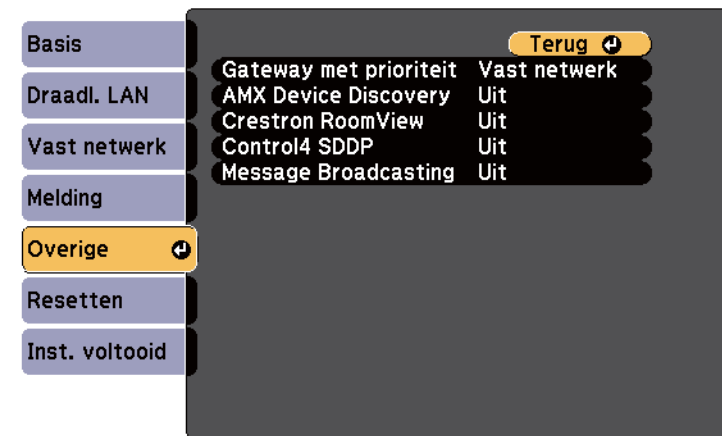 Basis
Draadl. LAN
Vast netwerk
Melding
Overige
Resetten
Inst. voltooid
Terug
Gateway met prioriteit Vast netwerk
AMX Device Discovery Uit
Crestron RoomView Uit
Control4 SDDP Uit
Message Broadcasting Uit